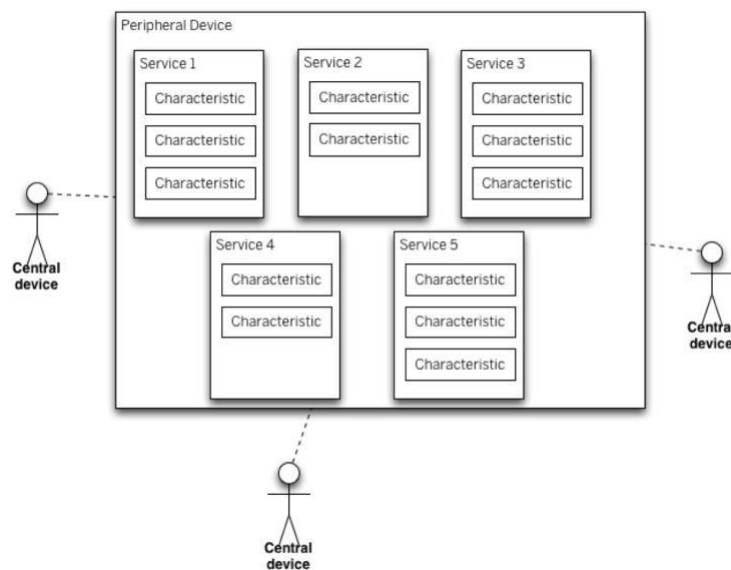 Peripheral Device
Service 1
Characteristic
Characteristic
Characteristic
Service 2
Characteristic
Characteristic
Service 3
Characteristic
Characteristic
Characteristic
Service 4
Characteristic
Characteristic
Service 5
Characteristic
Characteristic
Characteristic
Central
device
Central
device
Central
device